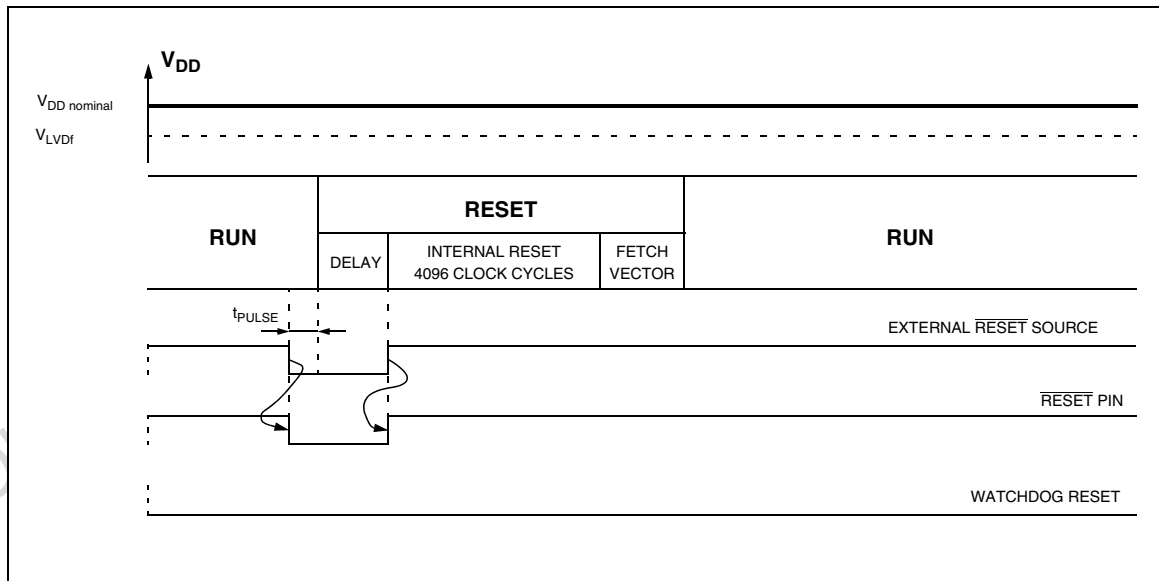 VDD
VDD nominal
VLVDf
RUN
RESET
RUN
DELAY
INTERNAL RESET
4096 CLOCK CYCLES
FETCH
VECTOR
tPULSE
EXTERNAL RESET SOURCE
RESET PIN
WATCHDOG RESET